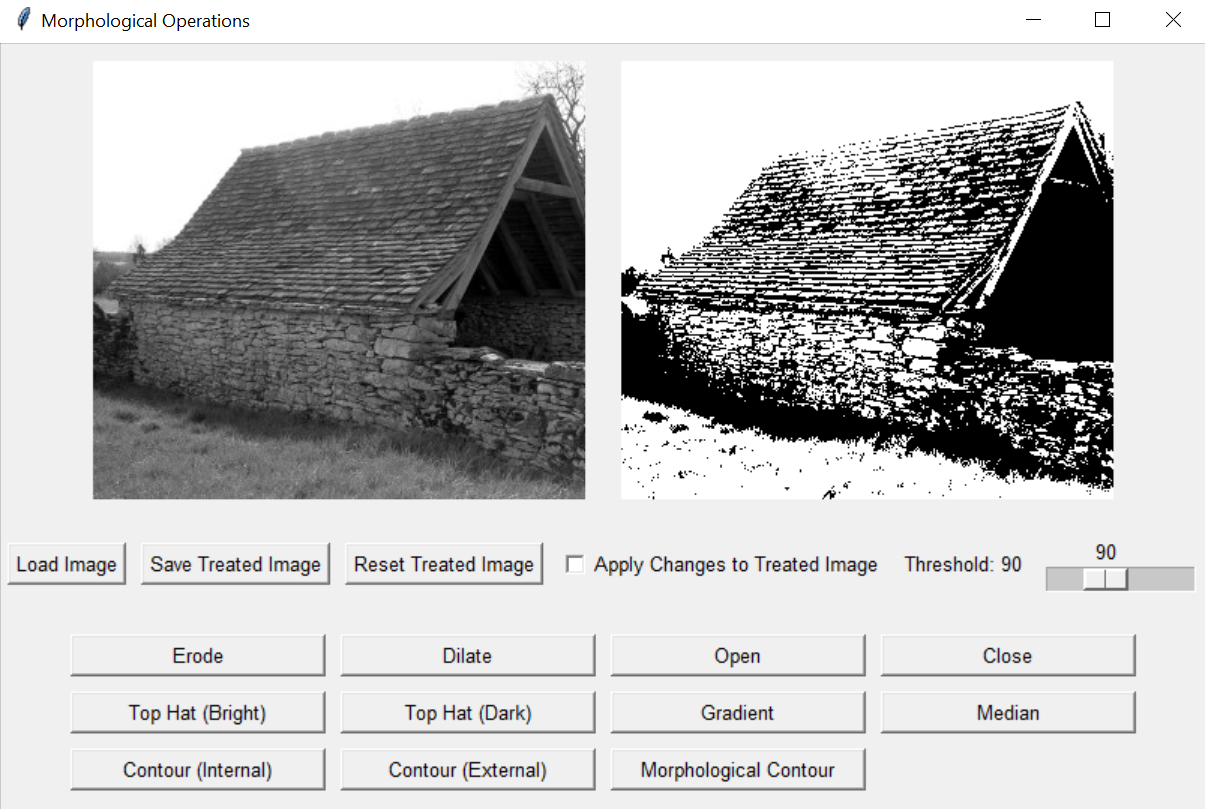 Morphological Operations
Load Image
Save Treated Image
Reset Treated Image
Apply Changes to Treated Image
Threshold: 90
90
Erode
Dilate
Open
Close
Top Hat (Bright)
Top Hat (Dark)
Gradient
Median
Contour (Internal)
Contour (External)
Morphological Contour